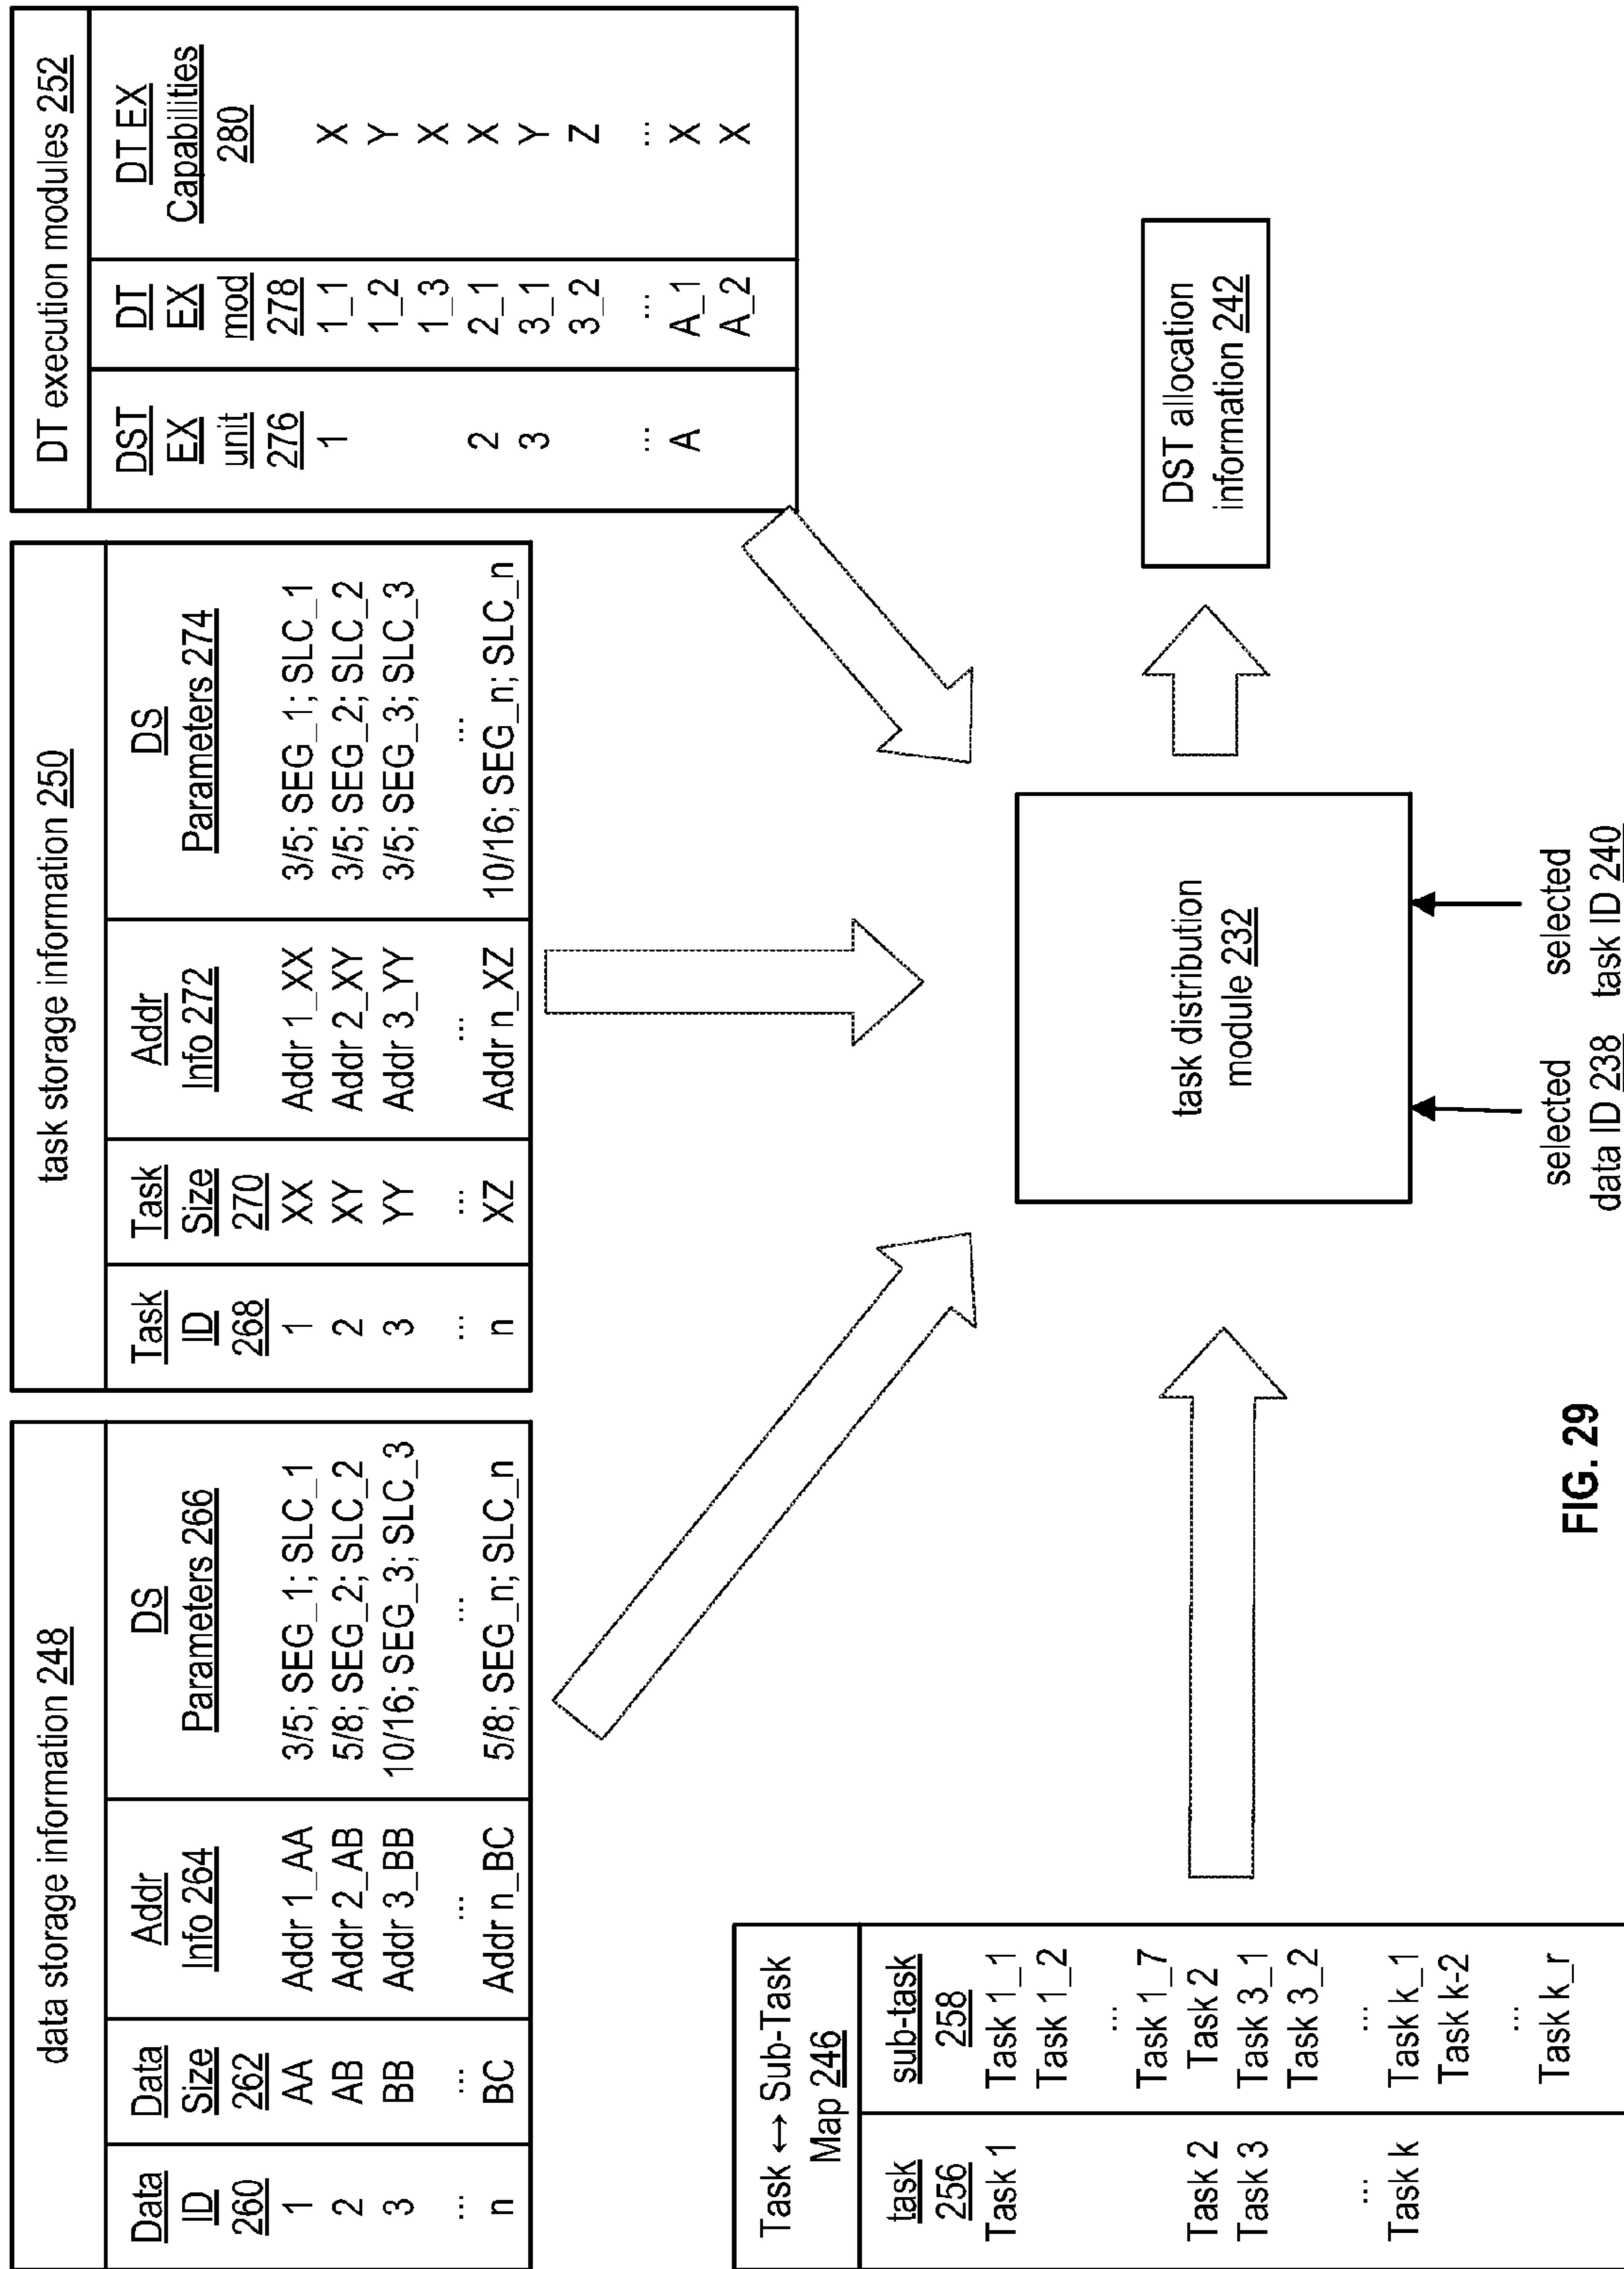 data storage information 248
Data ID 260 Data Size 262 Addr Info 264 DS Parameters 266
1 AA Addr 1_AA 3/5; SEG_1; SLC_1
2 AB Addr 2_AB 5/8; SEG_2; SLC_2
3 BB Addr 3_BB 10/16; SEG_3; SLC_3
... ... ... ...
n BC Addr n_BC 5/8; SEG_n; SLC_n
task storage information 250
Task ID 268 Task Size 270 Addr Info 272 DS Parameters 274
1 XX Addr 1_XX 3/5; SEG_1; SLC_1
2 XY Addr 2_XY 3/5; SEG_2; SLC_2
3 YY Addr 3_YY 3/5; SEG_3; SLC_3
... ... ... ...
n XZ Addr n_XZ 10/16; SEG_n; SLC_n
DT execution modules 252
DST EX unit 276 DT EX mod 278 DT EX Capabilities 280
1 1_1 X
1_2 Y
1_3 X
2 2_1 X
3 3_1 Y
3_2 Z
... ... ...
A A_1 X
A_2 X
Task ↔ Sub-Task
Map 246
task 256 sub-task 258
Task 1 Task 1_1
Task 1_2
...
Task 1_7
Task 2 Task 2
Task 3 Task 3_1
Task 3_2
... ...
Task k Task k_1
Task k-2
...
Task k_r
task distribution
module 232
DST allocation
information 242
selected
data ID 238
selected
task ID 240
FIG. 29